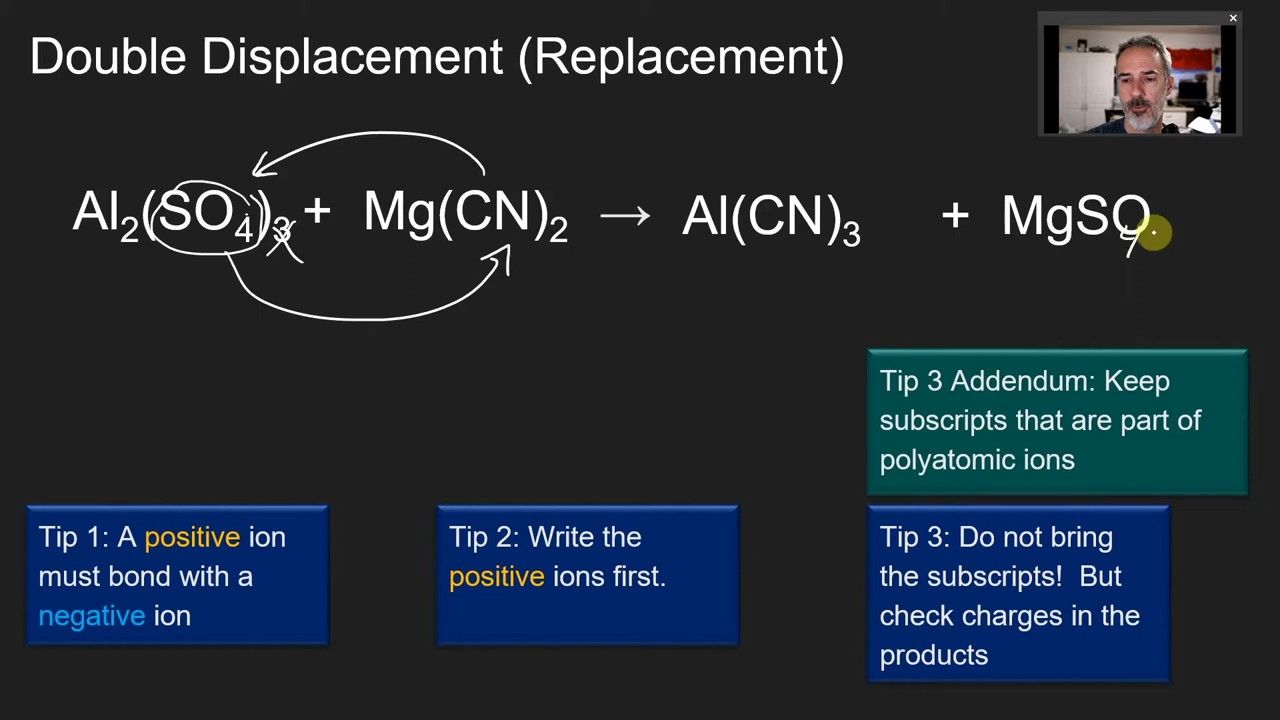 Double Displacement (Replacement)
Al₂(SO₄)₃ + Mg(CN)₂ → Al(CN)₃ + MgSO
Tip 3 Addendum: Keep
subscripts that are part of
polyatomic ions
Tip 1: A positive ion
must bond with a
negative ion
Tip 2: Write the
positive ions first.
Tip 3: Do not bring
the subscripts! But
check charges in the
products